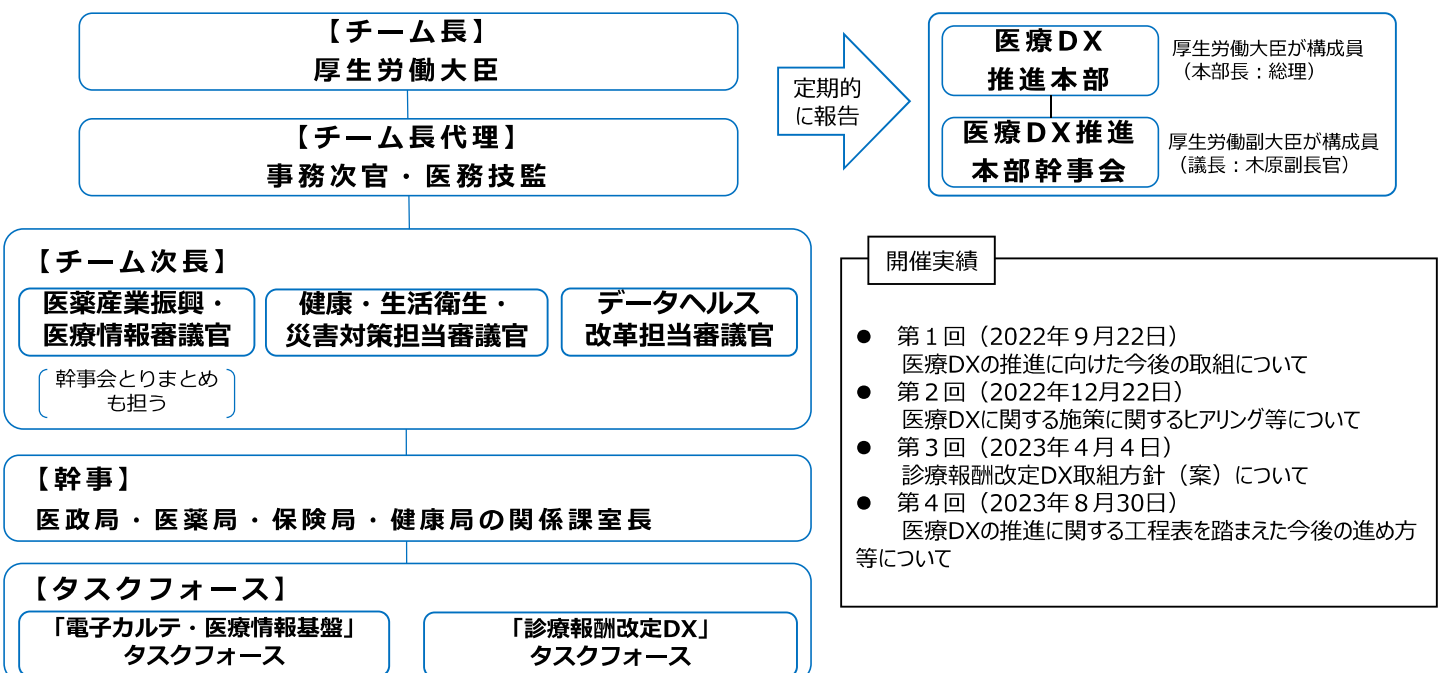 【チーム長】
厚生労働大臣
【チーム長代理】
事務次官・医務技監
【チーム次長】
医薬産業振興・
医療情報審議官
健康・生活衛生・
災害対策担当審議官
データヘルス
改革担当審議官
幹事会とりまとめ
も担う
【幹事】
医政局・医薬局・保険局・健康局の関係課室長
【タスクフォース】
「電子カルテ・医療情報基盤」
タスクフォース
「診療報酬改定DX」
タスクフォース
定期的
に報告
医療DX
推進本部
厚生労働大臣が構成員
（本部長：総理）
医療DX推進
本部幹事会
厚生労働副大臣が構成員
（議長：木原副長官）
開催実績
● 第１回（2022年９月22日）
医療DXの推進に向けた今後の取組について
● 第２回（2022年12月22日）
医療DXに関する施策に関するヒアリング等について
● 第３回（2023年４月４日）
診療報酬改定DX取組方針（案）について
● 第４回（2023年８月30日）
医療DXの推進に関する工程表を踏まえた今後の進め方
等について